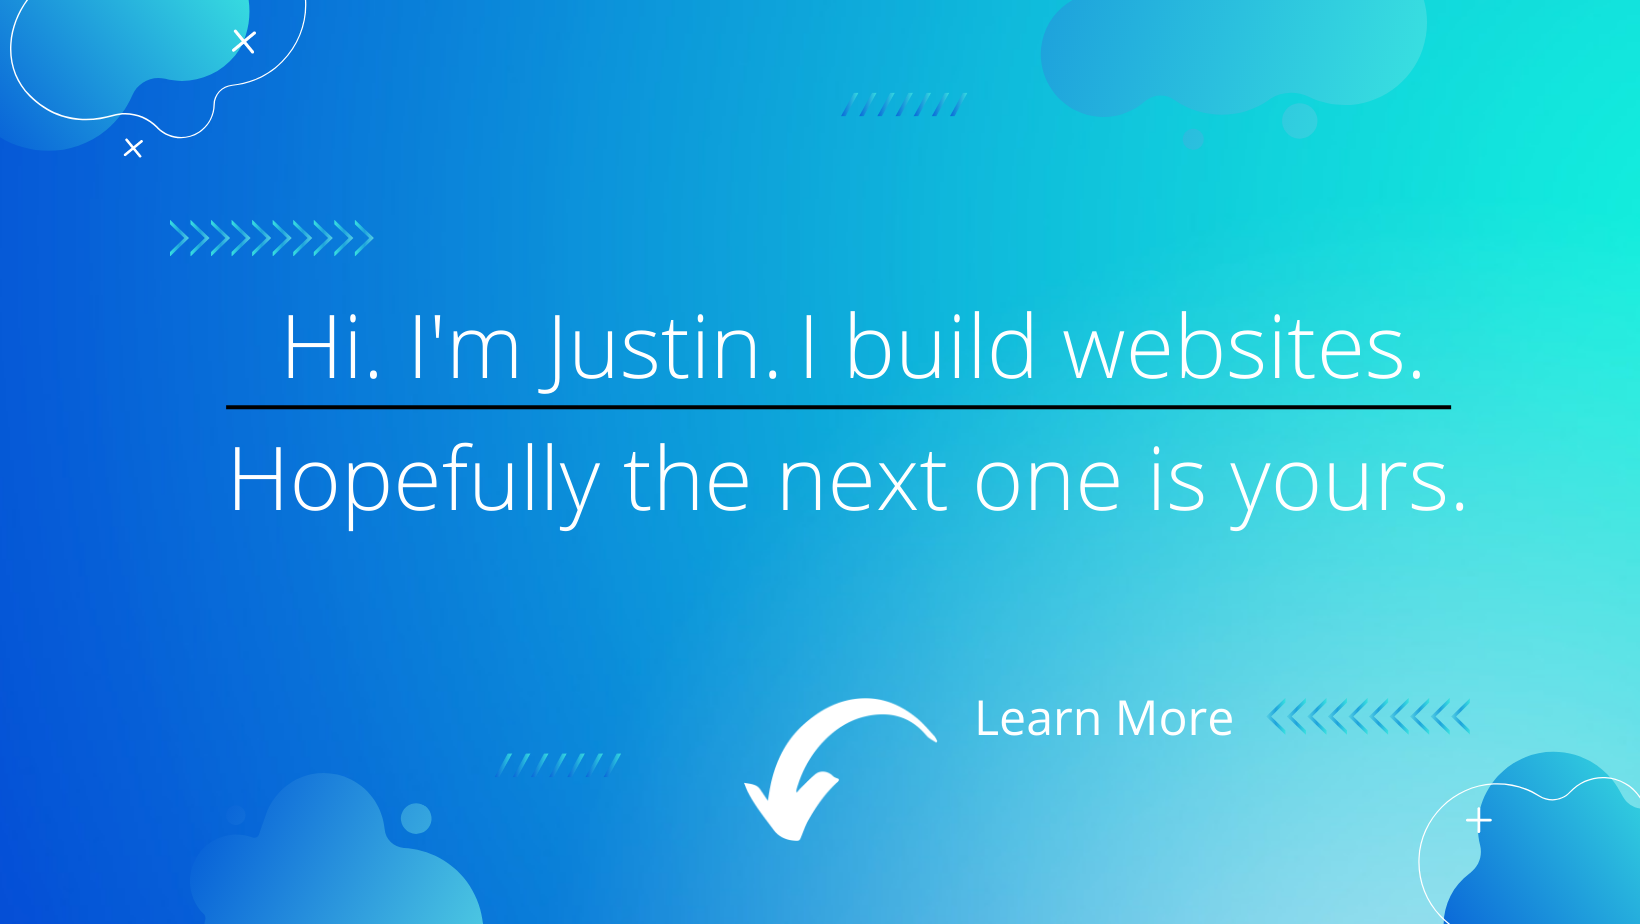 Hi. I'm Justin. I build websites.
Hopefully the next one is yours.
Learn More